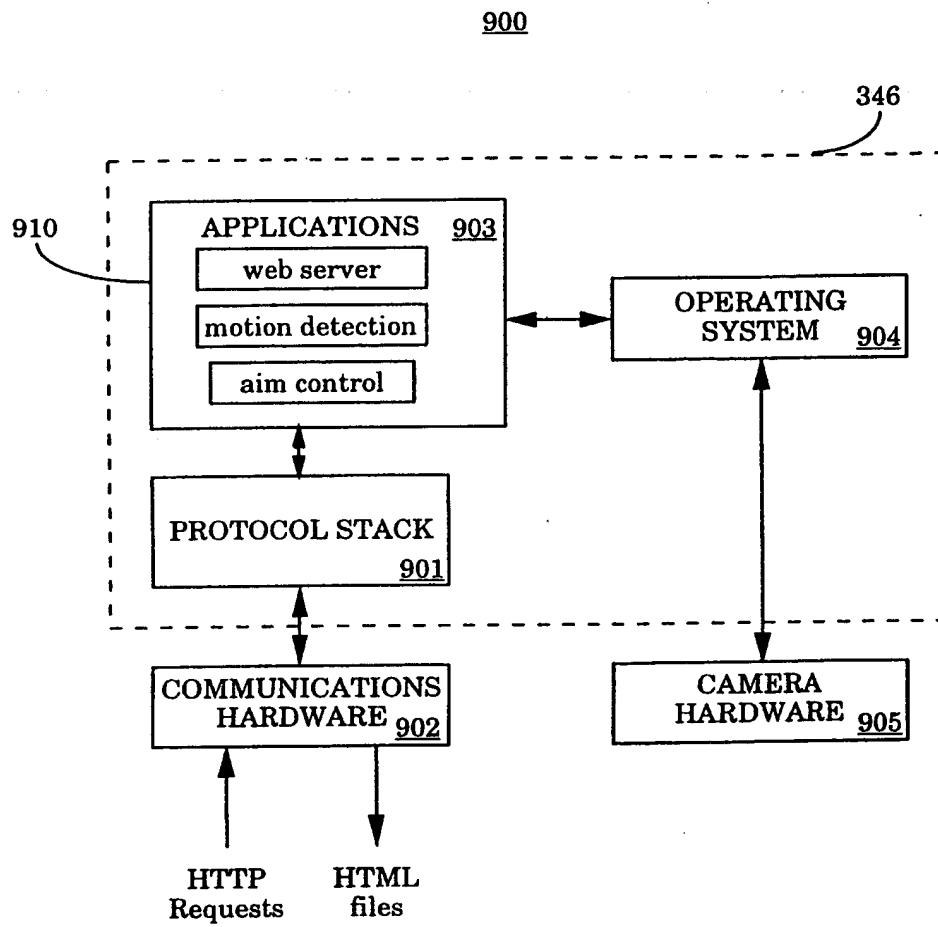 900
346
910
APPLICATIONS
903
web server
motion detection
aim control
OPERATING
SYSTEM
904
PROTOCOL STACK
901
COMMUNICATIONS
HARDWARE
902
CAMERA
HARDWARE
905
HTTP
Requests
HTML
files